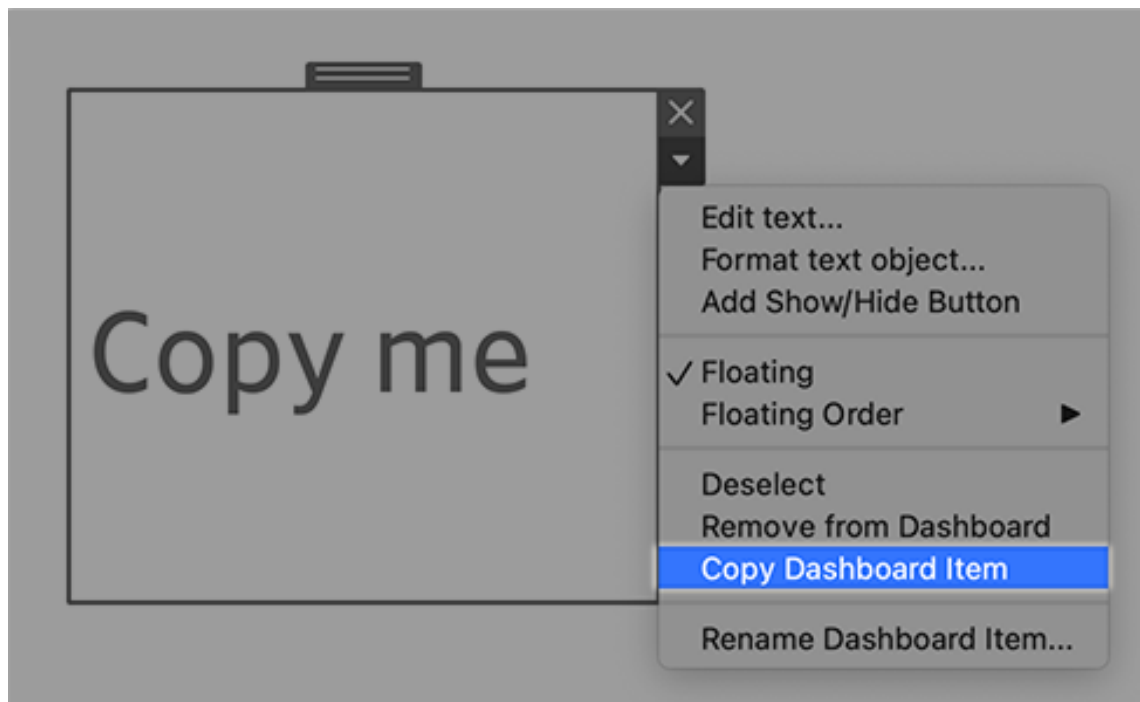 Copy me
Edit text...
Format text object...
Add Show/Hide Button
Floating
Floating Order
Deselect
Remove from Dashboard
Copy Dashboard Item
Rename Dashboard Item...